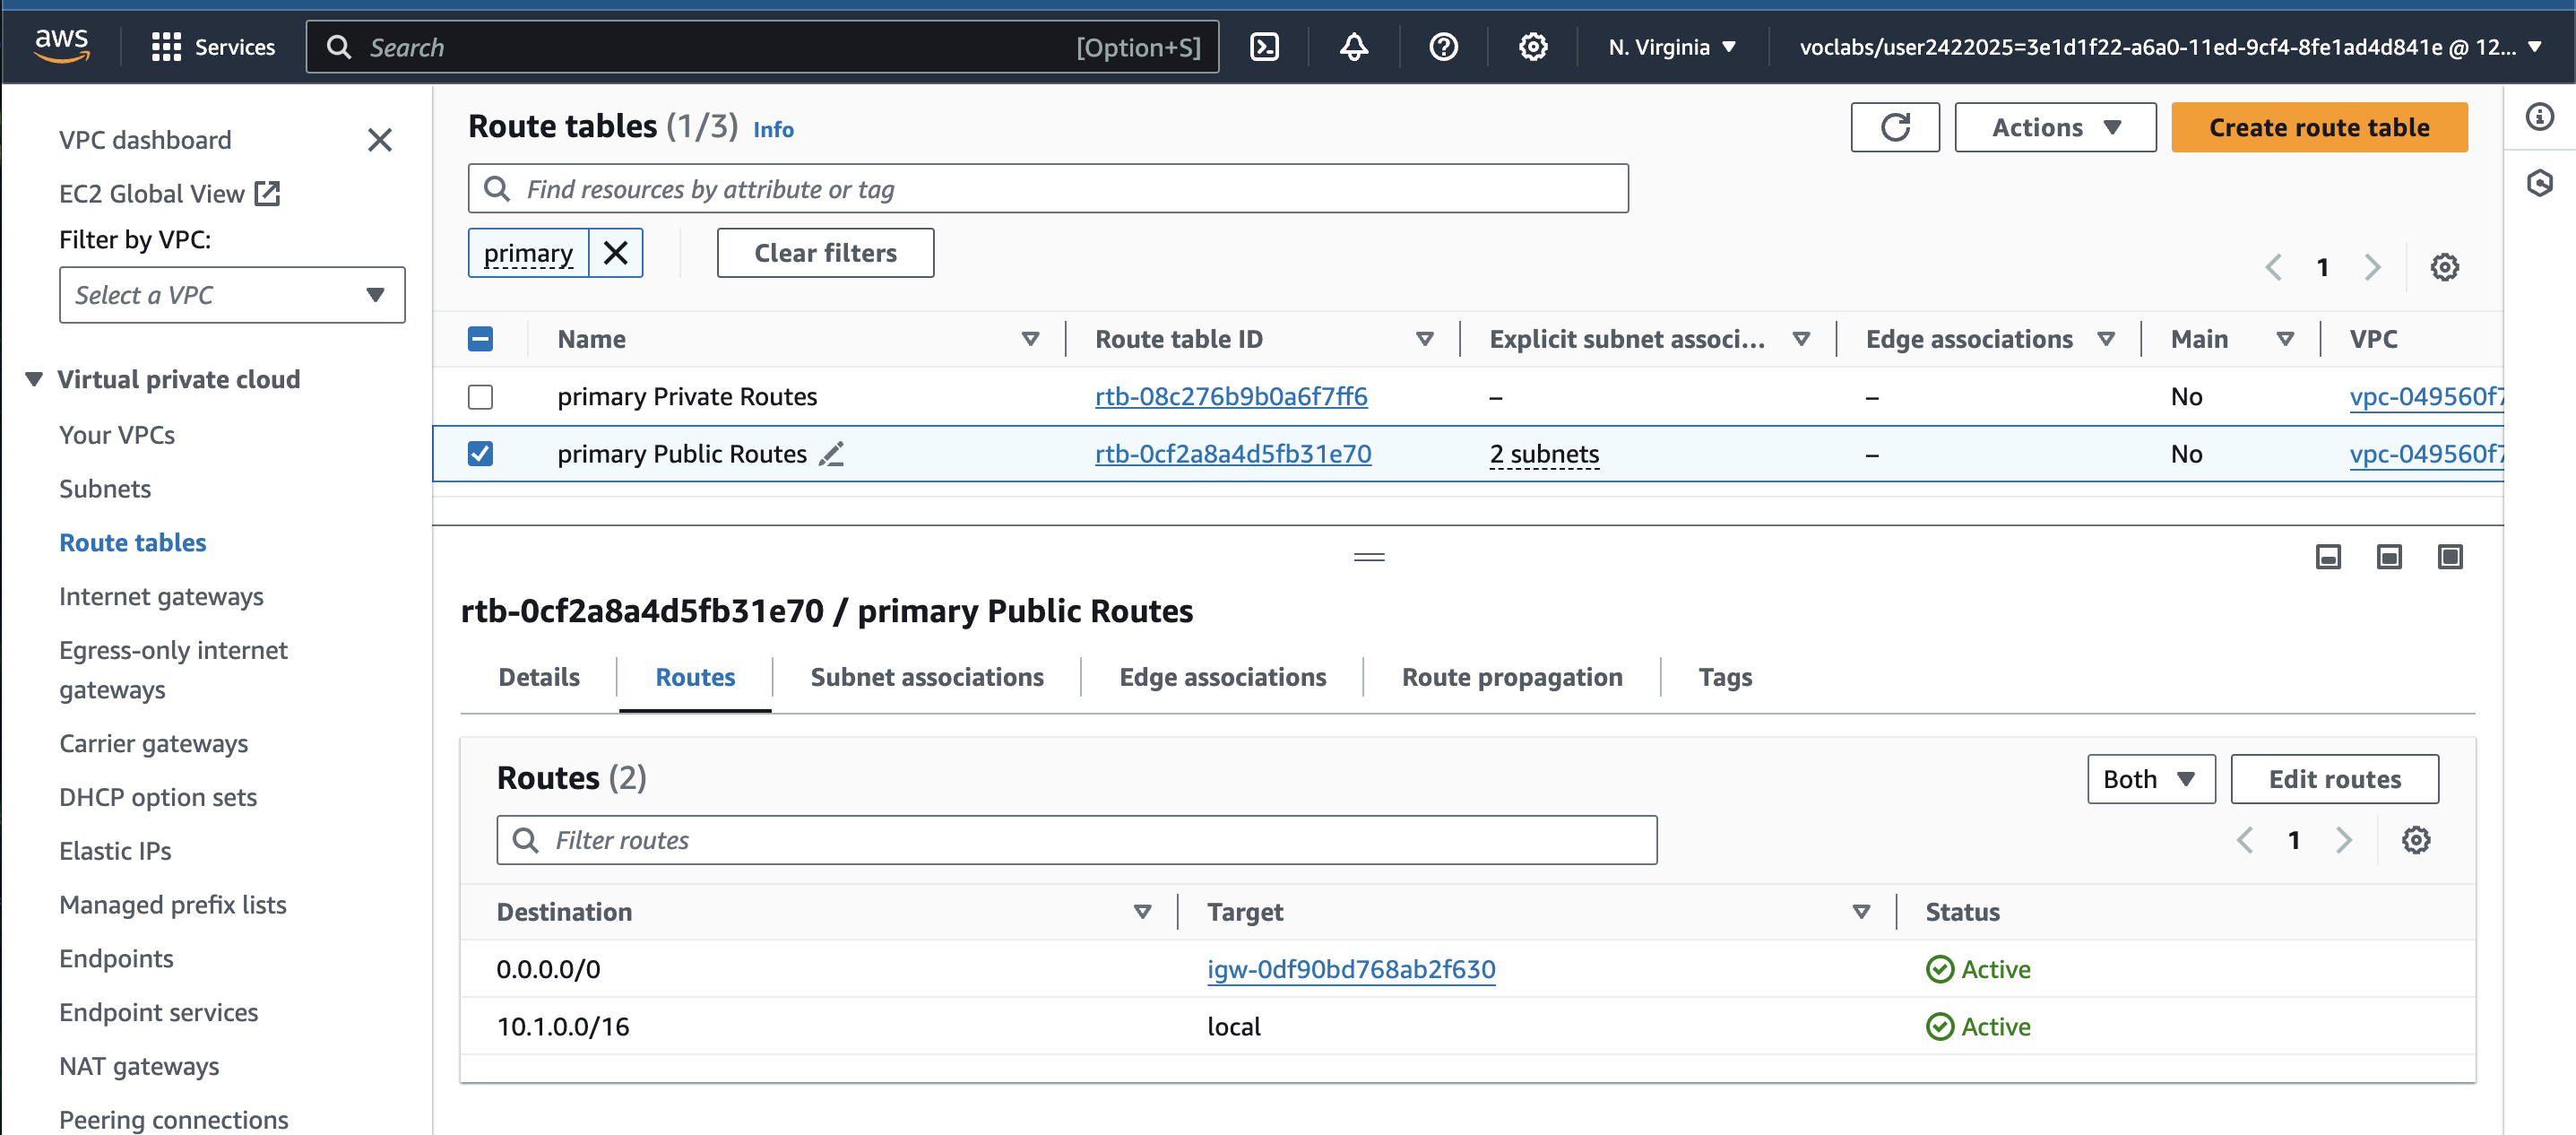 aws
Services
Search
[Option+S]
N. Virginia
voclabs/user2422025=3e1d1f22-a6a0-11ed-9cf4-8fe1ad4d841e @ 12...
VPC dashboard
EC2 Global View
Filter by VPC:
Select a VPC
Virtual private cloud
Your VPCs
Subnets
Route tables
Internet gateways
Egress-only internet
gateways
Carrier gateways
DHCP option sets
Elastic IPs
Managed prefix lists
Endpoints
Endpoint services
NAT gateways
Peering connections
Route tables (1/3) Info
Actions
Create route table
Find resources by attribute or tag
primary
Clear filters
1
Name Route table ID Explicit subnet associ... Edge associations Main VPC
primary Private Routes rtb-08c276b9b0a6f7ff6 – – No vpc-049560f7
primary Public Routes rtb-0cf2a8a4d5fb31e70 2 subnets – No vpc-049560f7
rtb-0cf2a8a4d5fb31e70 / primary Public Routes
Details Routes Subnet associations Edge associations Route propagation Tags
Routes (2)
Both
Edit routes
Filter routes
1
Destination Target Status
0.0.0.0/0 igw-0df90bd768ab2f630 Active
10.1.0.0/16 local Active